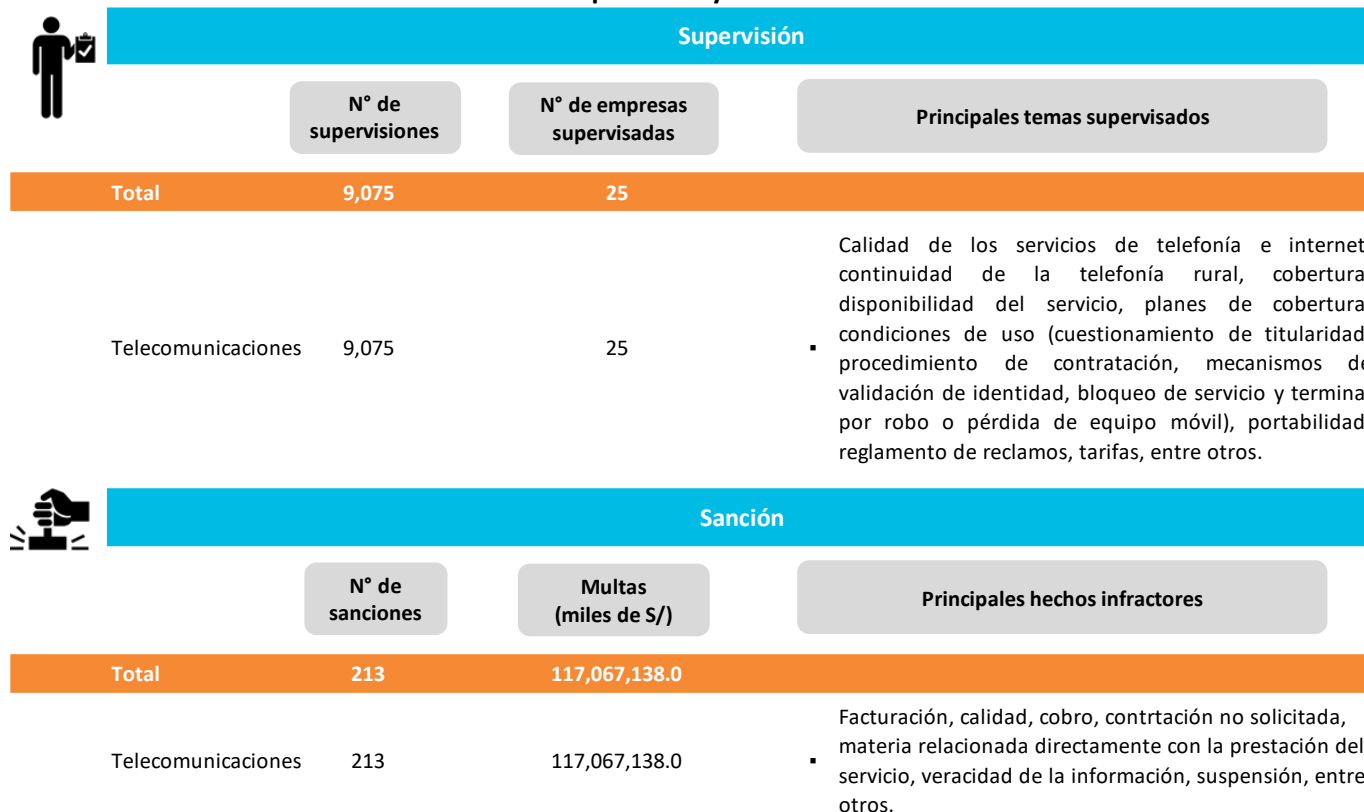 Supervisión
N° de
supervisiones
N° de empresas
supervisadas
Principales temas supervisados
Total 9,075 25
Calidad de los servicios de telefonía e internet
continuidad de la telefonía rural, cobertura
disponibilidad del servicio, planes de cobertura
condiciones de uso (cuestionamiento de titularidad
Telecomunicaciones 9,075 25 ▪
procedimiento de contratación, mecanismos de
validación de identidad, bloqueo de servicio y termina
por robo o pérdida de equipo móvil), portabilidad
reglamento de reclamos, tarifas, entre otros.
Sanción
N° de
sanciones
Multas
(miles de S/)
Principales hechos infractores
Total 213 117,067,138.0
Facturación, calidad, cobro, contrtación no solicitada,
Telecomunicaciones 213 117,067,138.0 ▪ materia relacionada directamente con la prestación del
servicio, veracidad de la información, suspensión, entre
otros.